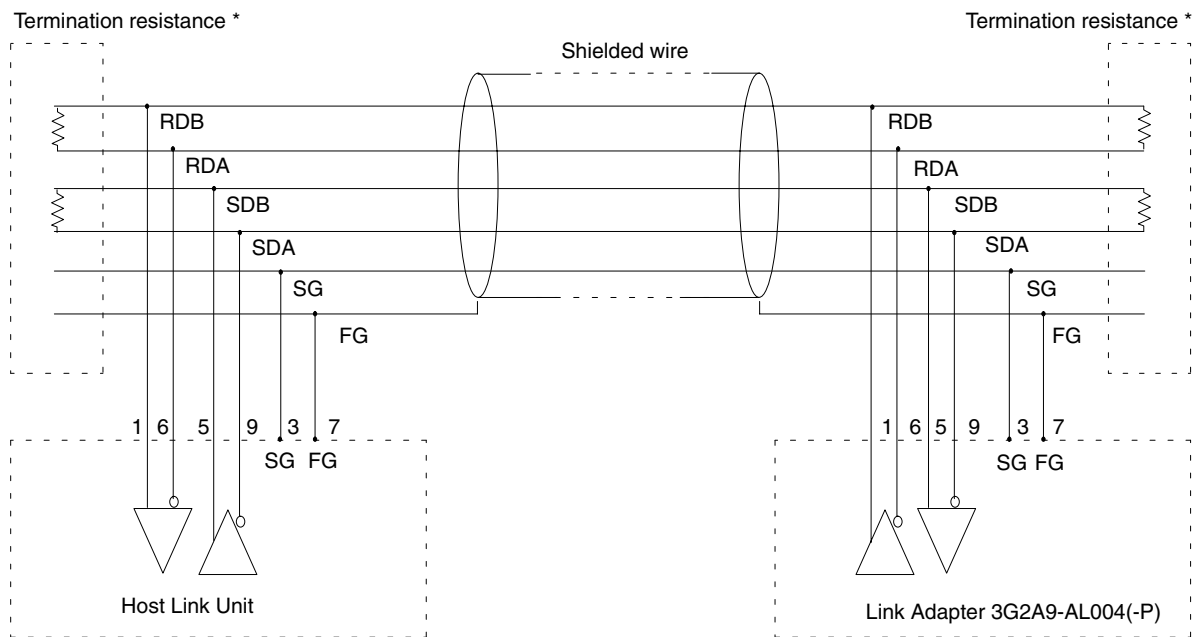 Termination resistance *
Termination resistance *
Shielded wire
RDB
RDB
RDA
RDA
SDB
SDB
SDA
SDA
SG
SG
FG
FG
1 6 5 9 3 7
1 6 5 9 3 7
SG FG
SG FG
Host Link Unit
Link Adapter 3G2A9-AL004(-P)